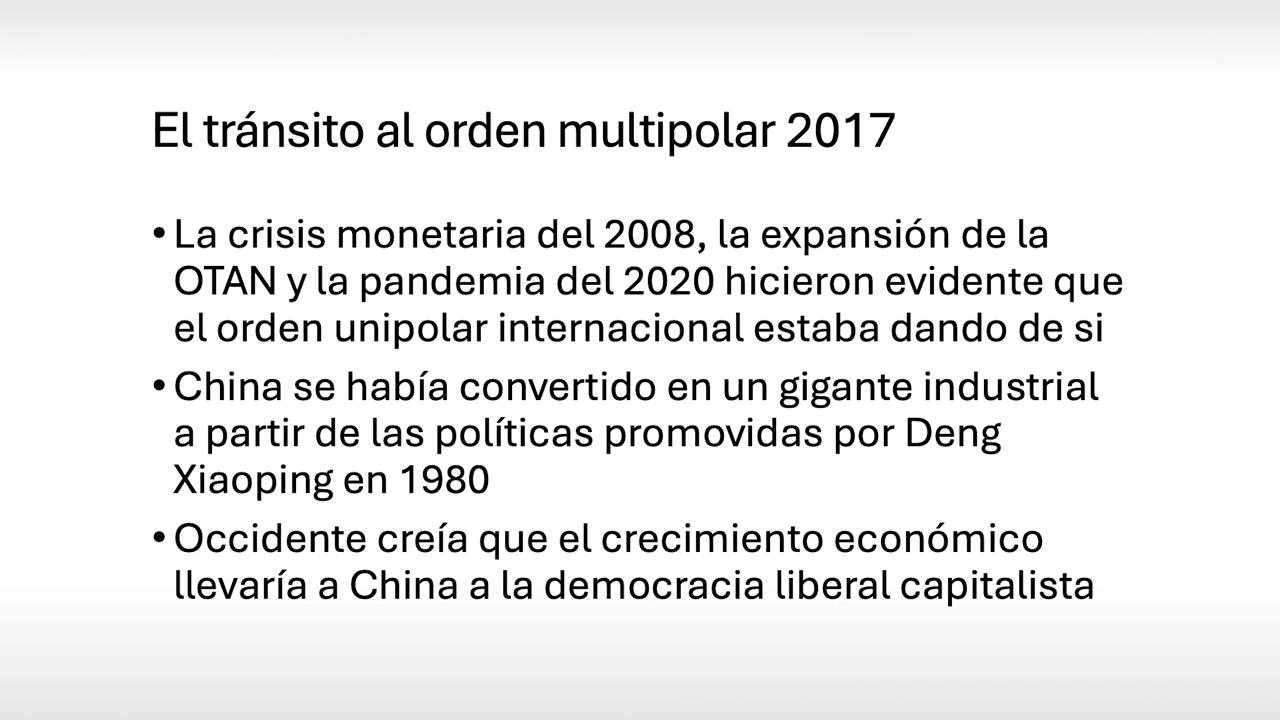 El tránsito al orden multipolar 2017
• La crisis monetaria del 2008, la expansión de la
OTAN y la pandemia del 2020 hicieron evidente que
el orden unipolar internacional estaba dando de si
• China se había convertido en un gigante industrial
a partir de las políticas promovidas por Deng
Xiaoping en 1980
• Occidente creía que el crecimiento económico
llevaría a China a la democracia liberal capitalista